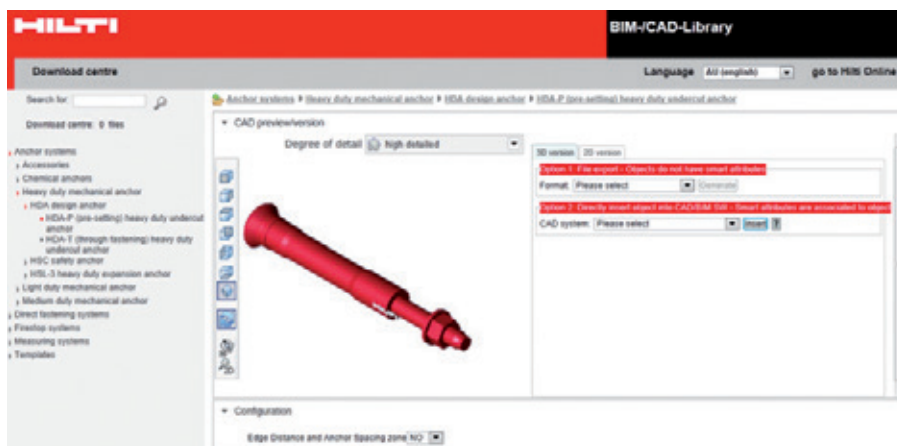 HILTI
BIM-/CAD-Library
Download centre
Language AU (english)
go to Hilti Online
Search for:
Download centre: 0 files
Anchor systems
Accessories
Chemical anchors
Heavy duty mechanical anchor
HDA design anchor
HDA-P (pre-setting) heavy duty undercut
anchor
HDA-T (through fastening) heavy duty
undercut anchor
HSC safety anchor
HSL-3 heavy duty expansion anchor
Light duty mechanical anchor
Medium duty mechanical anchor
Direct fastening systems
Firestop systems
Measuring systems
Templates
Anchor systems Heavy duty mechanical anchor HDA design anchor HDA-P (pre-setting) heavy duty undercut anchor
CAD preview/version
Degree of detail high detailed
3D version 2D version
Option 1: File export - Objects do not have smart attributes
Format: Please select Generate
Option 2: Directly insert object into CAD/BIM SW - Smart attributes are associated to object
CAD system: Please select Insert ?
Configuration
Edge Distance and Anchor Spacing zone NO